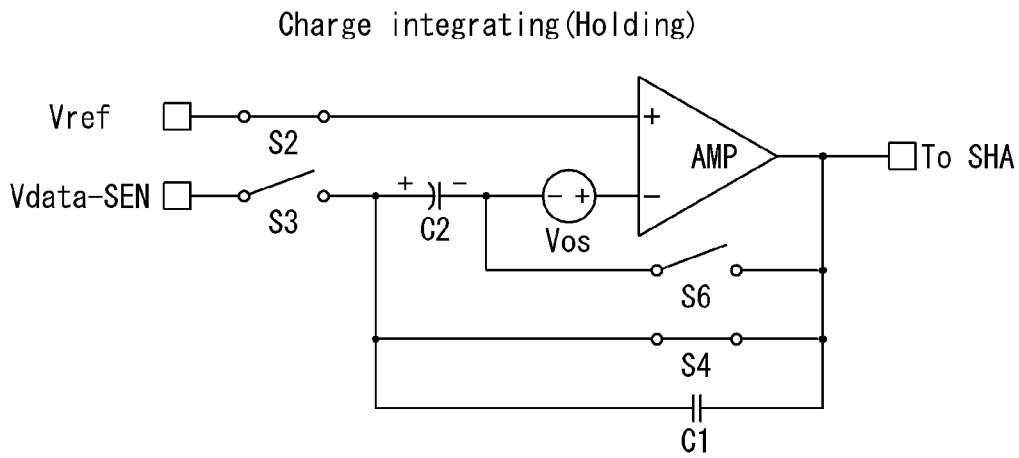 Charge integrating(Holding)
Vref
S2
+
AMP
To SHA
Vdata-SEN
S3
+
-
C2
-
+
Vos
-
S6
S4
C1